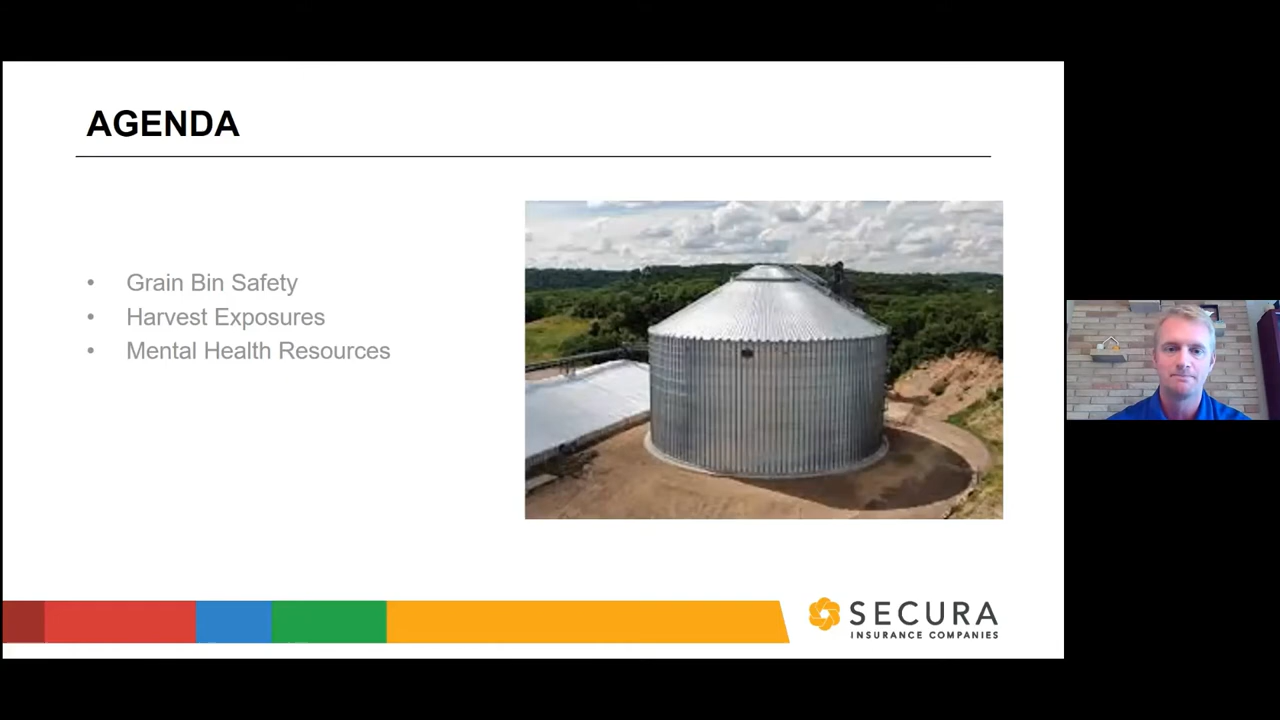 AGENDA
• Grain Bin Safety
• Harvest Exposures
• Mental Health Resources
SECURA
INSURANCE COMPANIES